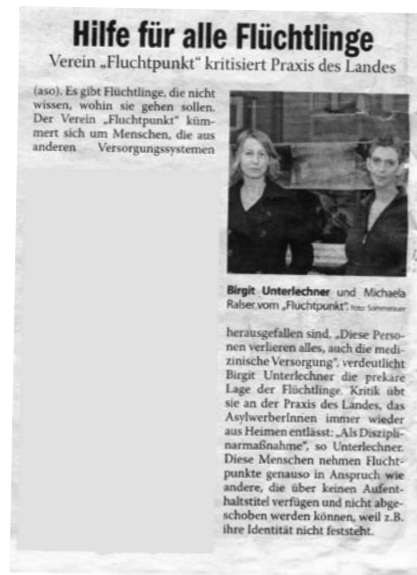 Hilfe für alle Flüchtlinge
Verein „Fluchtpunkt“ kritisiert Praxis des Landes
(aso). Es gibt Flüchtlinge, die nicht
wissen, wohin sie gehen sollen.
Der Verein „Fluchtpunkt“ küm-
mert sich um Menschen, die aus
anderen Versorgungssystemen
Birgit Unterlechner und Michaela
Ralser vom „Fluchtpunkt“. Foto: Sommerauer
herausgefallen sind. „Diese Perso-
nen verlieren alles, auch die medi-
zinische Versorgung“, verdeutlicht
Birgit Unterlechner die prekäre
Lage der Flüchtlinge. Kritik übt
sie an der Praxis des Landes, das
AsylwerberInnen immer wieder
aus Heimen entlässt: „Als Diszipli-
narmaßnahme“, so Unterlechner.
Diese Menschen nehmen Flucht-
punkte genauso in Anspruch wie
andere, die über keinen Aufent-
haltstitel verfügen und nicht abge-
schoben werden können, weil z.B.
ihre Identität nicht feststeht.